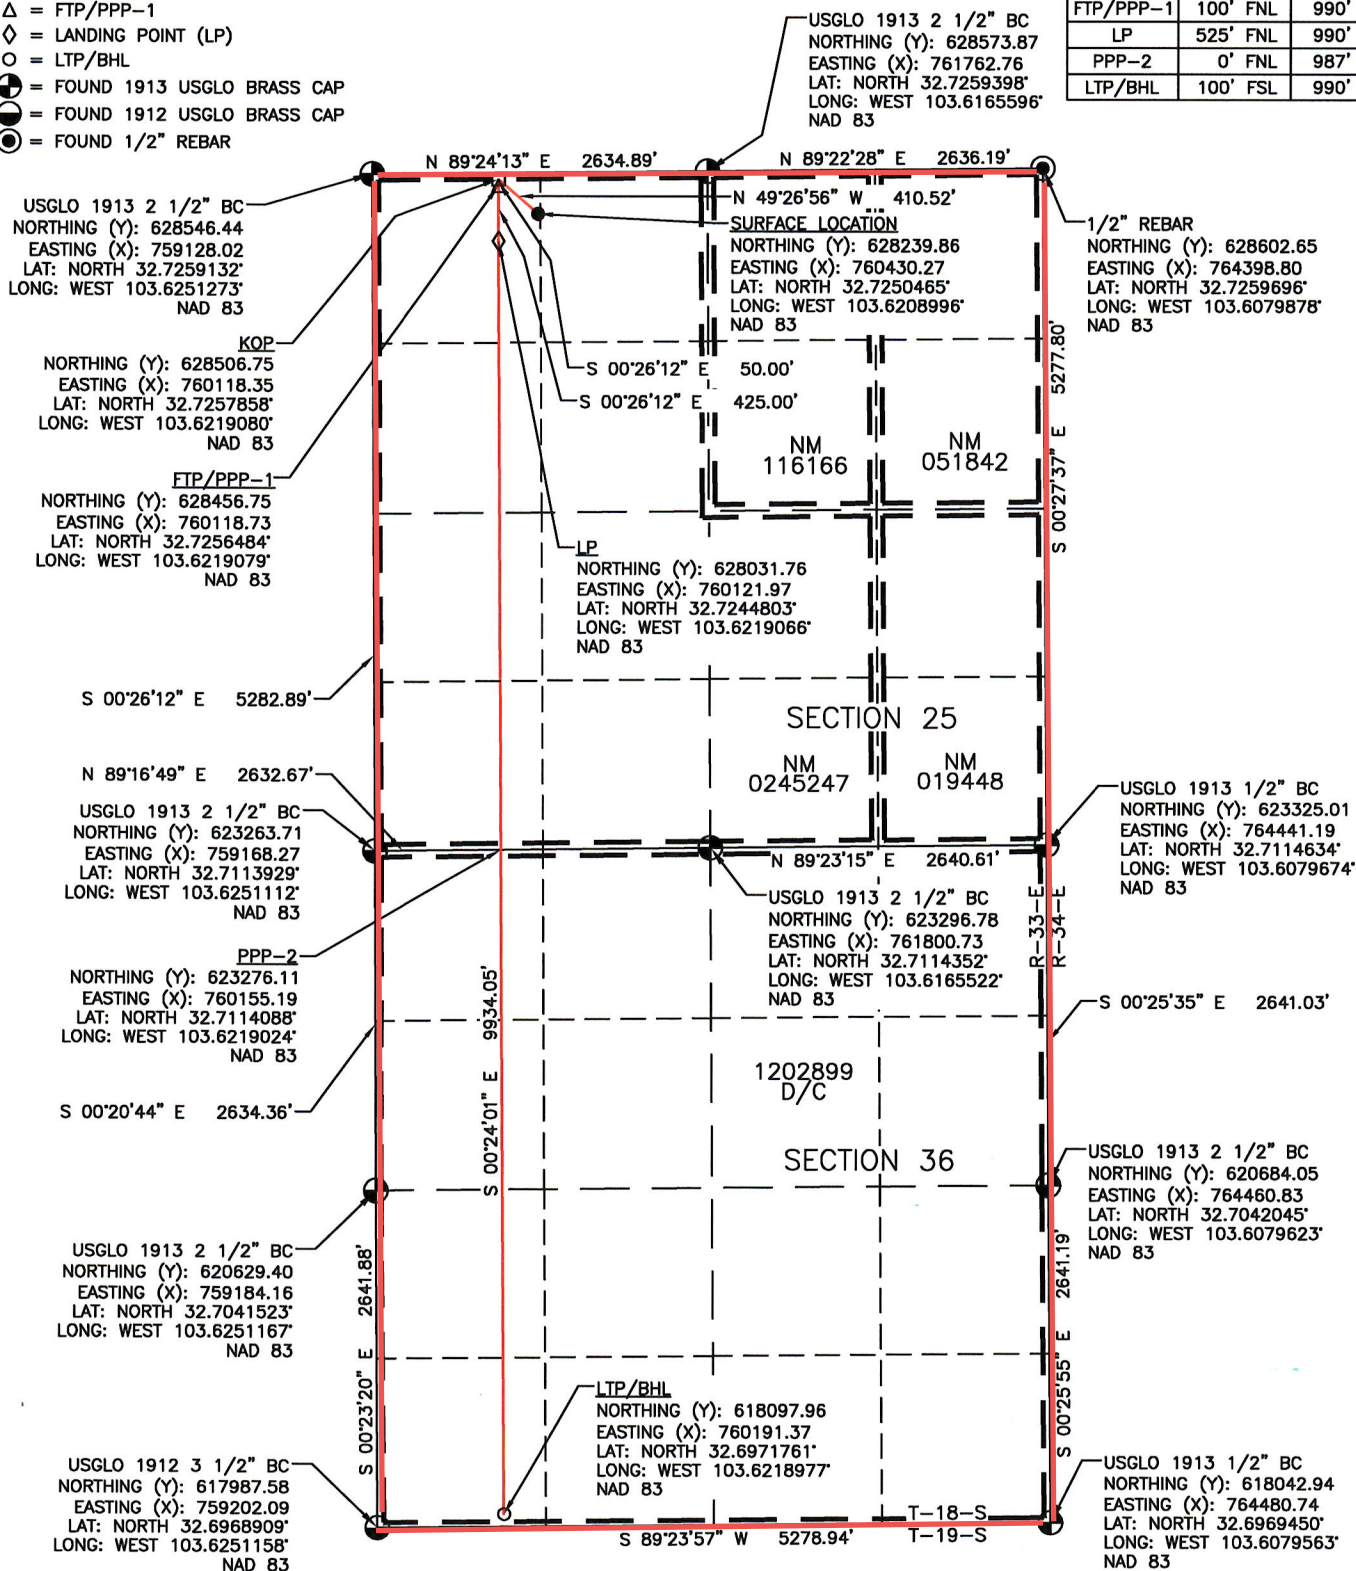 △ = FTP/PPP-1
◇ = LANDING POINT (LP)
○ = LTP/BHL
= FOUND 1913 USGLO BRASS CAP
= FOUND 1912 USGLO BRASS CAP
= FOUND 1/2" REBAR
FTP/PPP-1 100' FNL 990'
LP 525' FNL 990'
PPP-2 0' FNL 987'
LTP/BHL 100' FSL 990'
USGLO 1913 2 1/2" BC
NORTHING (Y): 628573.87
EASTING (X): 761762.76
LAT: NORTH 32.7259398°
LONG: WEST 103.6165596°
NAD 83
N 89°24'13" E 2634.89'
N 89°22'28" E 2636.19'
USGLO 1913 2 1/2" BC
NORTHING (Y): 628546.44
EASTING (X): 759128.02
LAT: NORTH 32.7259132°
LONG: WEST 103.6251273°
NAD 83
N 49°26'56" W 410.52'
SURFACE LOCATION
NORTHING (Y): 628239.86
EASTING (X): 760430.27
LAT: NORTH 32.7250465°
LONG: WEST 103.6208996°
NAD 83
1/2" REBAR
NORTHING (Y): 628602.65
EASTING (X): 764398.80
LAT: NORTH 32.7259696°
LONG: WEST 103.6079878°
NAD 83
KOP
NORTHING (Y): 628506.75
EASTING (X): 760118.35
LAT: NORTH 32.7257858°
LONG: WEST 103.6219080°
NAD 83
S 00°26'12" E 50.00'
S 00°26'12" E 425.00'
S 00°27'37" E 5277.80'
NM
116166
NM
051842
FTP/PPP-1
NORTHING (Y): 628456.75
EASTING (X): 760118.73
LAT: NORTH 32.7256484°
LONG: WEST 103.6219079°
NAD 83
LP
NORTHING (Y): 628031.76
EASTING (X): 760121.97
LAT: NORTH 32.7244803°
LONG: WEST 103.6219066°
NAD 83
S 00°26'12" E 5282.89'
SECTION 25
N 89°16'49" E 2632.67'
NM
0245247
NM
019448
USGLO 1913 2 1/2" BC
NORTHING (Y): 623263.71
EASTING (X): 759168.27
LAT: NORTH 32.7113929°
LONG: WEST 103.6251112°
NAD 83
USGLO 1913 1/2" BC
NORTHING (Y): 623325.01
EASTING (X): 764441.19
LAT: NORTH 32.7114634°
LONG: WEST 103.6079674°
NAD 83
N 89°23'15" E 2640.61'
USGLO 1913 2 1/2" BC
NORTHING (Y): 623296.78
EASTING (X): 761800.73
LAT: NORTH 32.7114352°
LONG: WEST 103.6165522°
NAD 83
R-33-E
R-34-E
PPP-2
NORTHING (Y): 623276.11
EASTING (X): 760155.19
LAT: NORTH 32.7114088°
LONG: WEST 103.6219024°
NAD 83
S 00°24'01" E 9934.05'
S 00°25'35" E 2641.03'
1202899
D/C
S 00°20'44" E 2634.36'
SECTION 36
USGLO 1913 2 1/2" BC
NORTHING (Y): 620684.05
EASTING (X): 764460.83
LAT: NORTH 32.7042045°
LONG: WEST 103.6079623°
NAD 83
USGLO 1913 2 1/2" BC
NORTHING (Y): 620629.40
EASTING (X): 759184.16
LAT: NORTH 32.7041523°
LONG: WEST 103.6251167°
NAD 83
S 00°23'20" E 2641.88'
S 00°25'55" E 2641.19'
LTP/BHL
NORTHING (Y): 618097.96
EASTING (X): 760191.37
LAT: NORTH 32.6971761°
LONG: WEST 103.6218977°
NAD 83
USGLO 1912 3 1/2" BC
NORTHING (Y): 617987.58
EASTING (X): 759202.09
LAT: NORTH 32.6968909°
LONG: WEST 103.6251158°
NAD 83
USGLO 1913 1/2" BC
NORTHING (Y): 618042.94
EASTING (X): 764480.74
LAT: NORTH 32.6969450°
LONG: WEST 103.6079563°
NAD 83
T-18-S
T-19-S
S 89°23'57" W 5278.94'